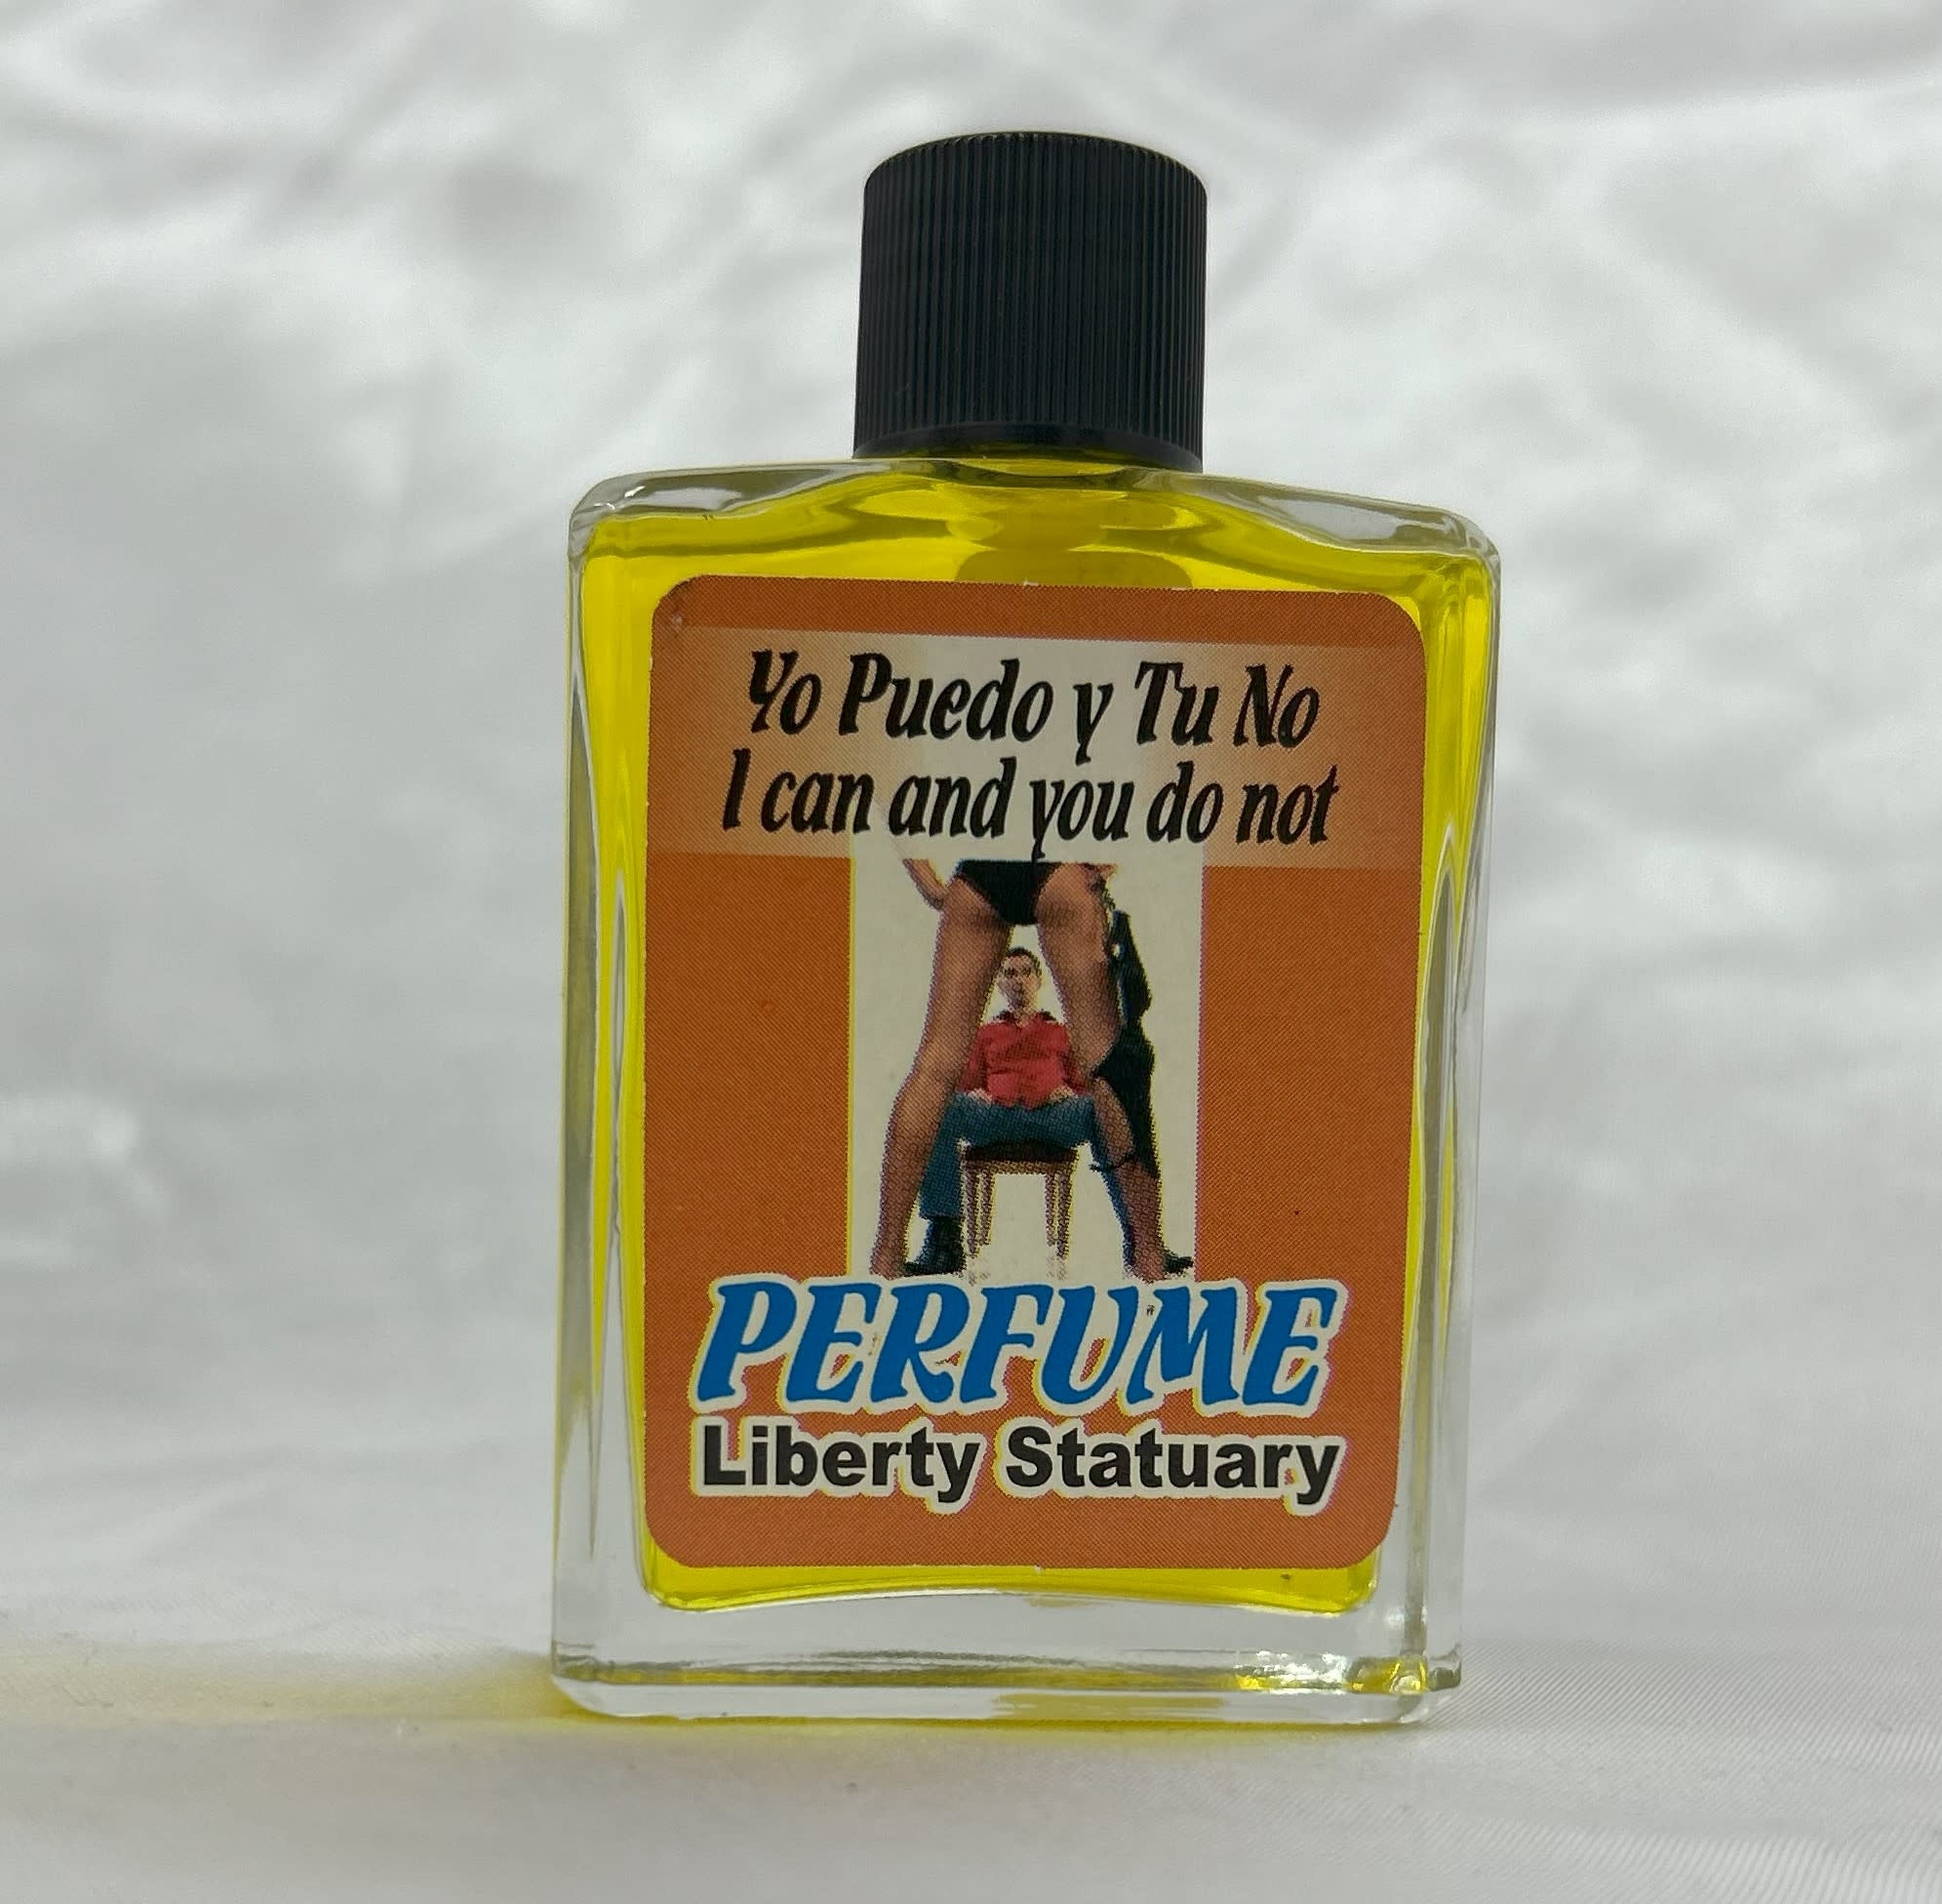 Yo Puedo y Tu No
I can and you do not
PERFUME
Liberty Statuary